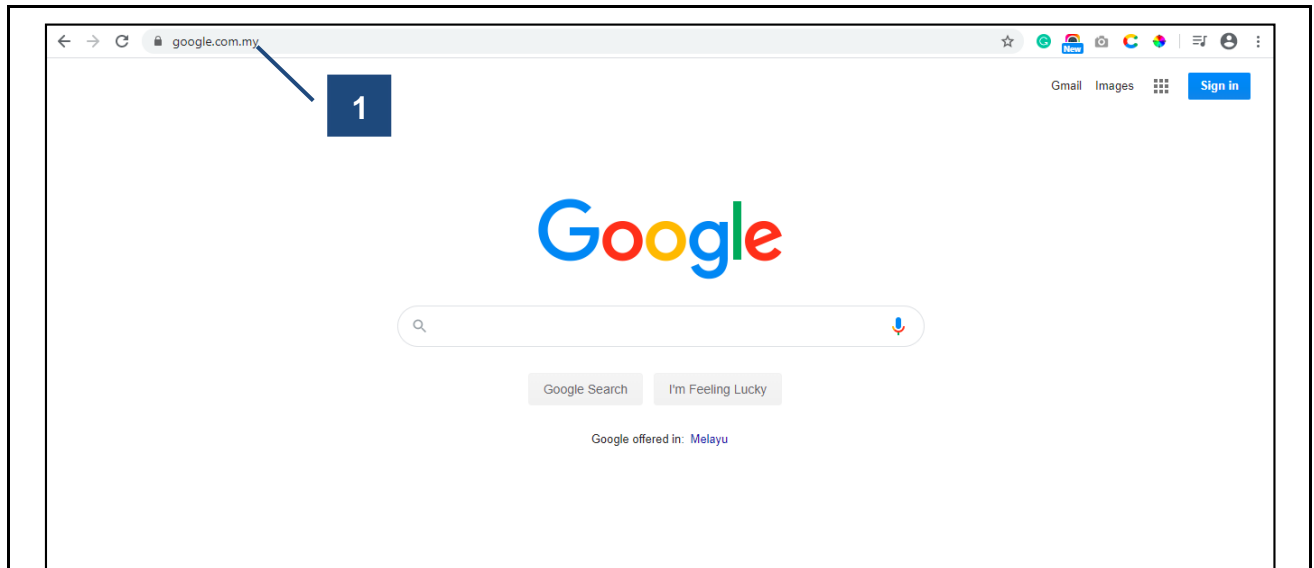 google.com.my
New
1
Gmail Images Sign in
Google
Google Search I'm Feeling Lucky
Google offered in: Melayu